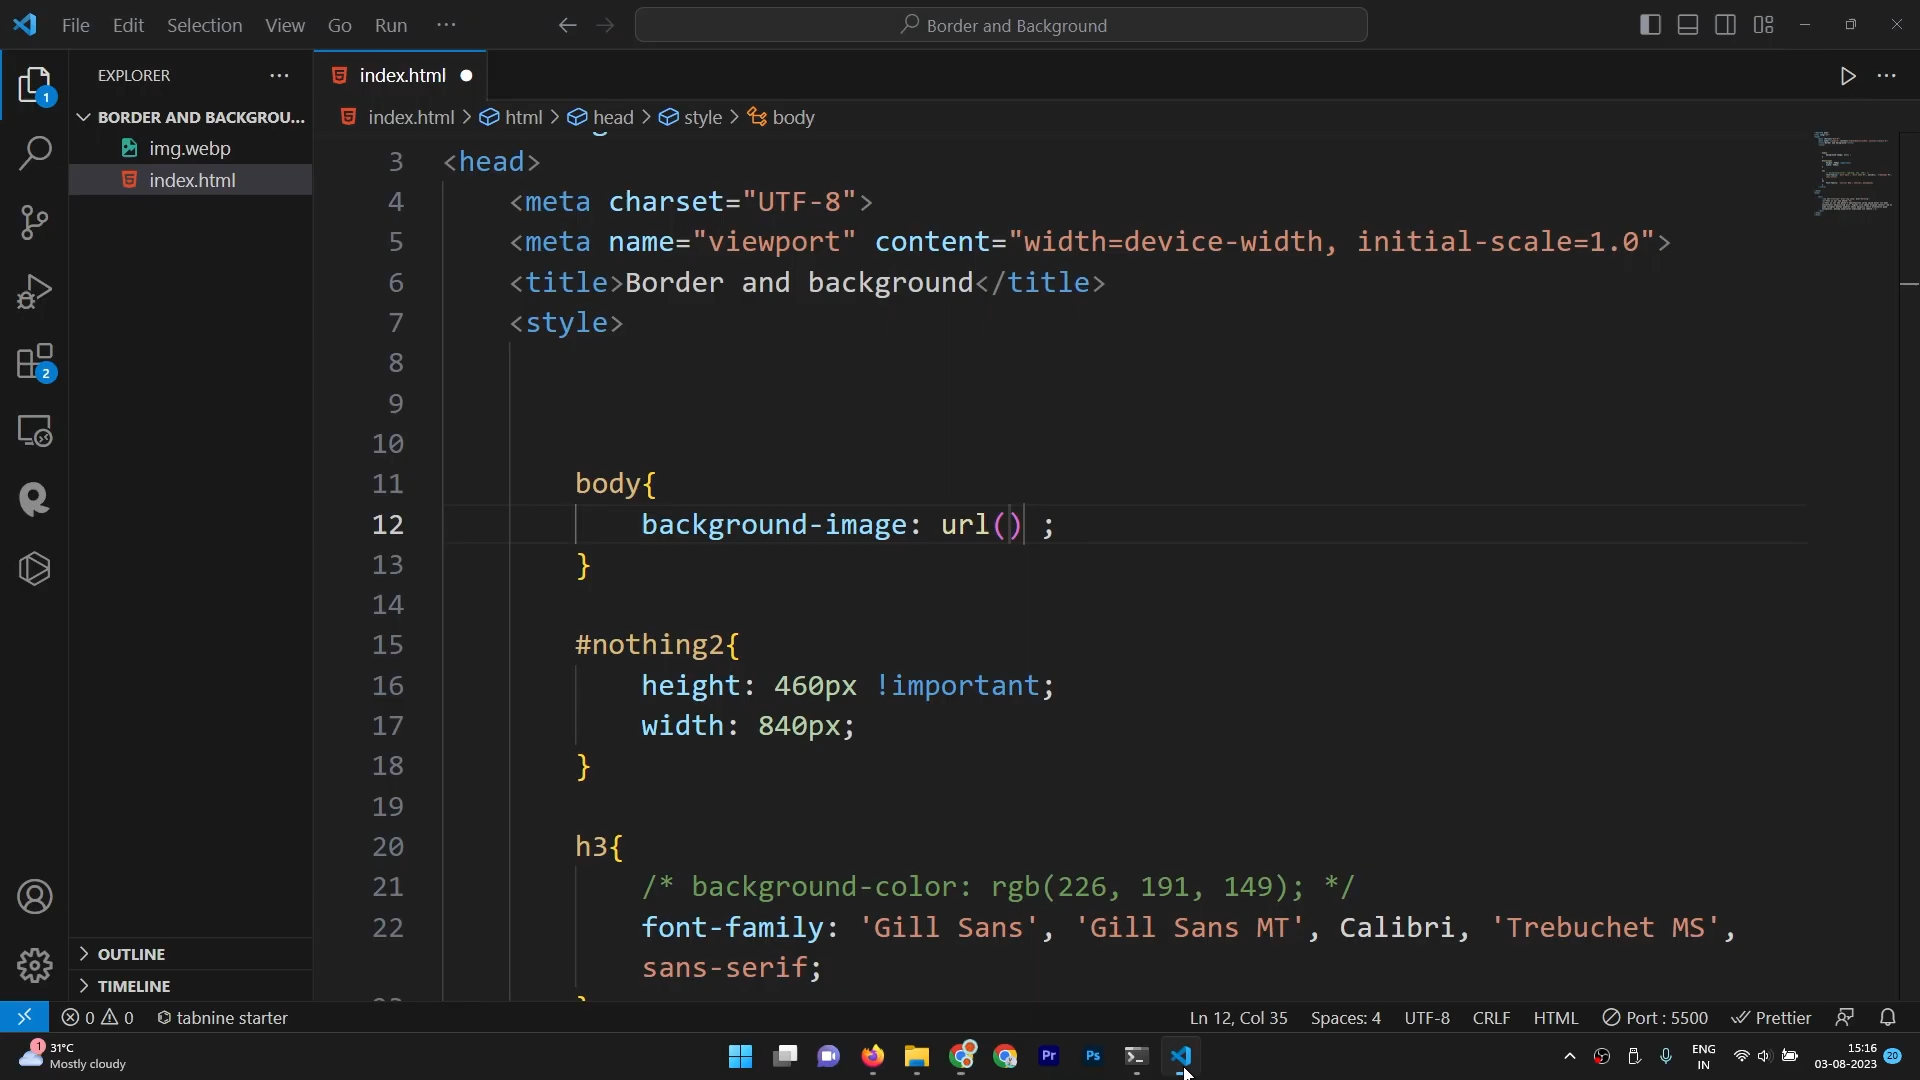 File Edit Selection View Go Run ··· Border and Background
EXPLORER ···
BORDER AND BACKGROU...
img.webp
index.html
OUTLINE
TIMELINE
1
2
index.html
index.html > html > head > style > body
3 <head>
4 <meta charset="UTF-8">
5 <meta name="viewport" content="width=device-width, initial-scale=1.0">
6 <title>Border and background</title>
7 <style>
8
9
10
11 body{
12 background-image: url() ;
13 }
14
15 #nothing2{
16 height: 460px !important;
17 width: 840px;
18 }
19
20 h3{
21 /* background-color: rgb(226, 191, 149); */
22 font-family: 'Gill Sans', 'Gill Sans MT', Calibri, 'Trebuchet MS',
sans-serif;
0 0 tabnine starter Ln 12, Col 35 Spaces: 4 UTF-8 CRLF HTML Port : 5500 Prettier
1
31°C
Mostly cloudy
Pr
Ps
ENG
IN
15:16
03-08-2023
20